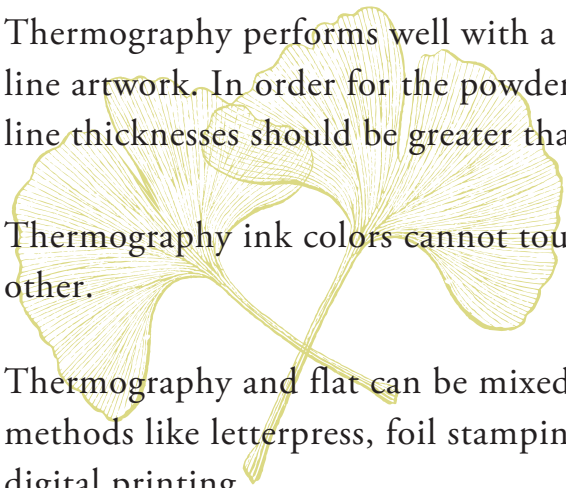 Thermography performs well with a
line artwork. In order for the powder
line thicknesses should be greater tha
Thermography ink colors cannot tou
other.
Thermography and flat can be mixed
methods like letterpress, foil stampin
digital printing